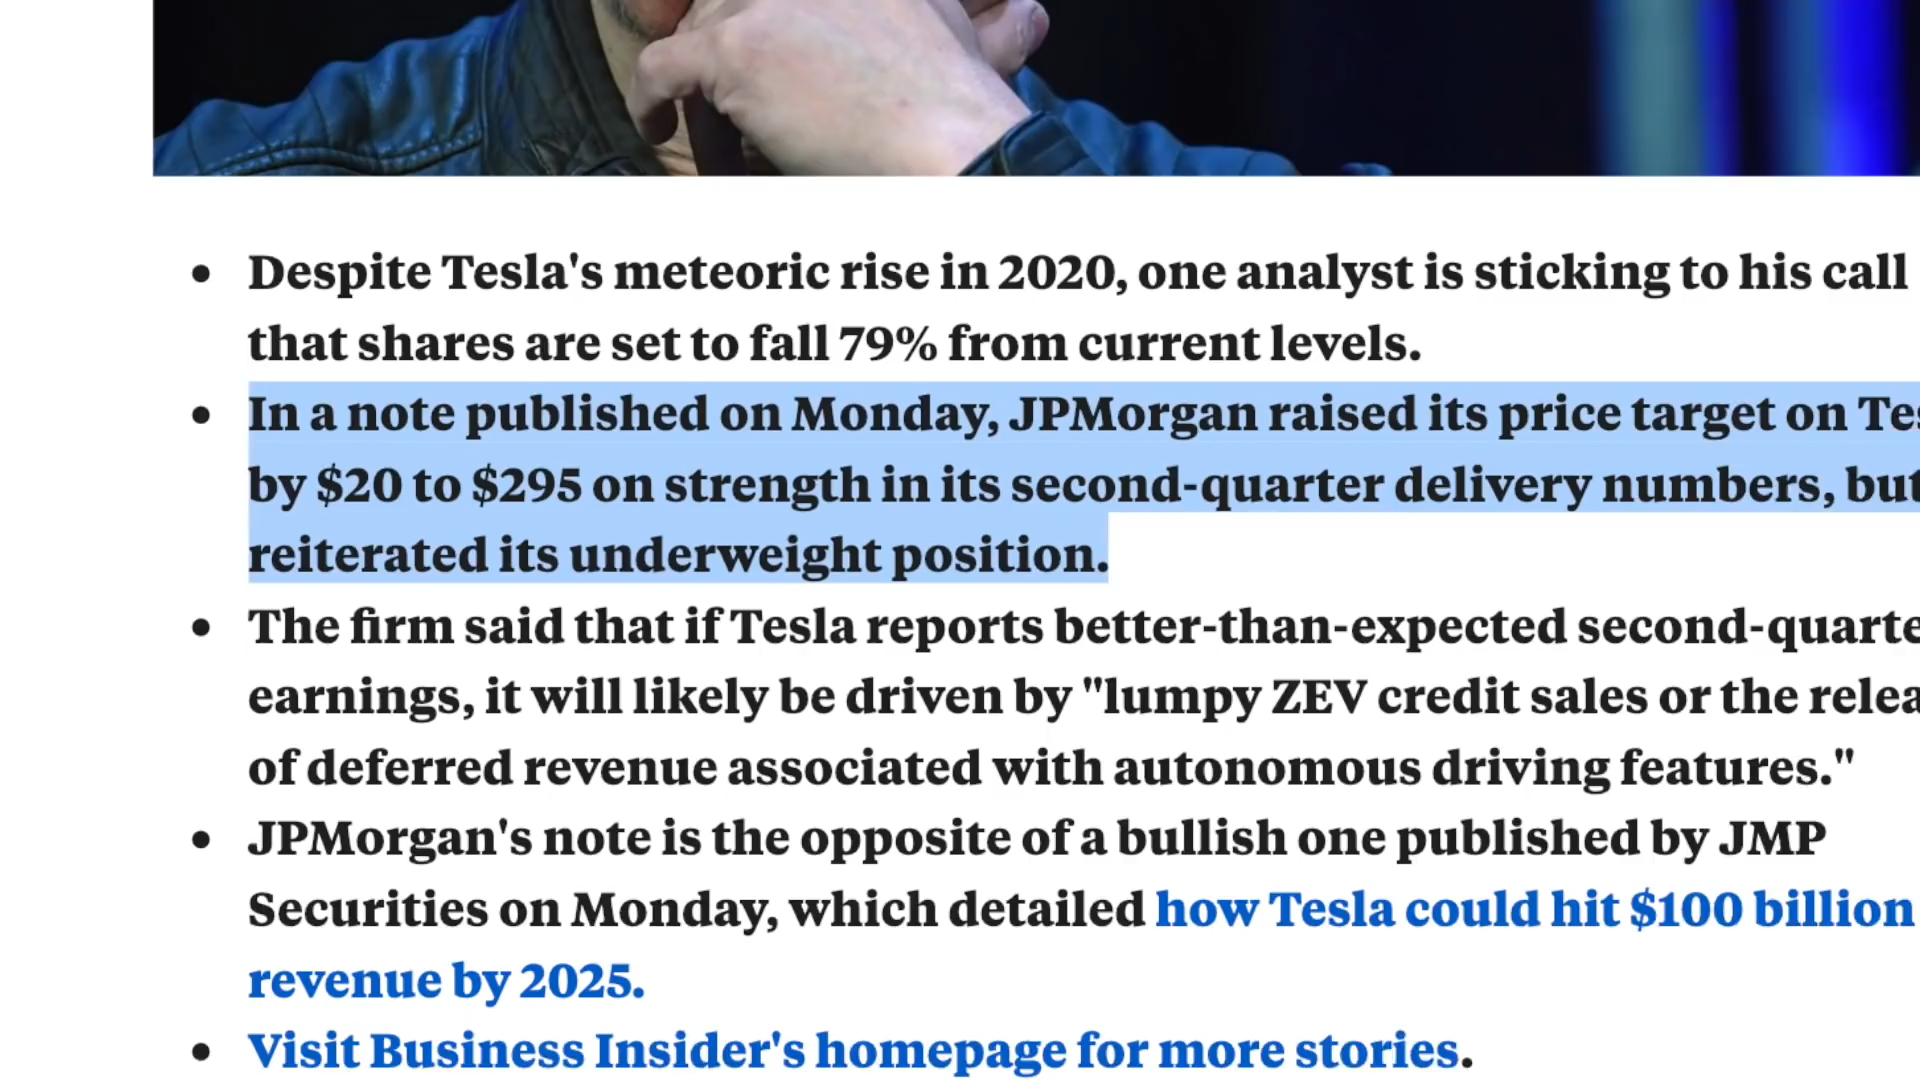 Despite Tesla's meteoric rise in 2020, one analyst is sticking to his call
that shares are set to fall 79% from current levels.
In a note published on Monday, JPMorgan raised its price target on
by $20 to $295 on strength in its second-quarter delivery numbers, but
reiterated its underweight position.
The firm said that if Tesla reports better-than-expected
earnings, it will likely be driven by "lumpy ZEV credit sales or the
of deferred revenue associated with autonomous driving features."
JPMorgan's note is the opposite of a bullish one published by JMP
Securities on Monday, which detailed how Tesla could hit $100 billion
revenue by 2025.
Visit Business Insider's homepage for more stories.